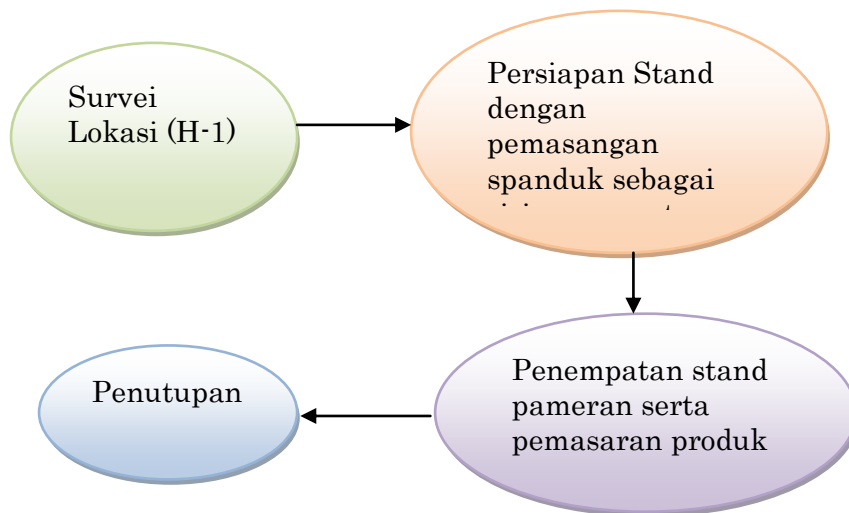 Survei
Lokasi (H-1)
Persiapan Stand
dengan
pemasangan
spanduk sebagai
Penempatan stand
pameran serta
pemasaran produk
Penutupan